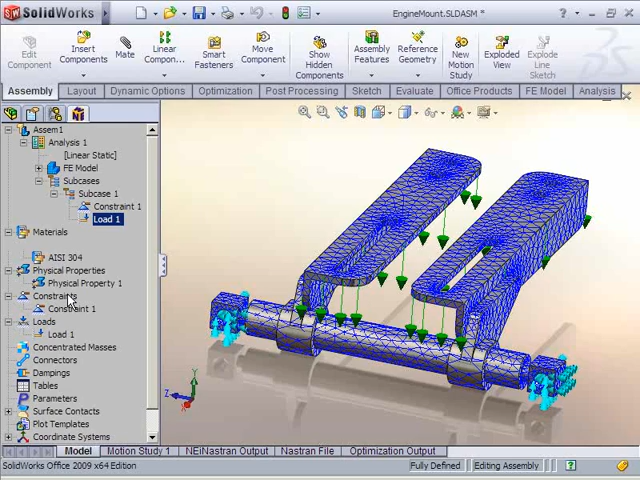 SolidWorks
EngineMount.SLDASM *
Edit Component
Insert Components
Mate
Linear Compon...
Smart Fasteners
Move Component
Show Hidden Components
Assembly Features
Reference Geometry
New Motion Study
Exploded View
Explode Line Sketch
Assembly Layout Dynamic Options Optimization Post Processing Sketch Evaluate Office Products FE Model Analysis
Assem1
Analysis 1
[Linear Static]
FE Model
Subcases
Subcase 1
Constraint 1
Load 1
Materials
AISI 304
Physical Properties
Physical Property 1
Constraints
Constraint 1
Loads
Load 1
Concentrated Masses
Connectors
Dampings
Tables
Parameters
Surface Contacts
Plot Templates
Coordinate Systems
Y
Z
X
Model Motion Study 1 NEiNastran Output Nastran File Optimization Output
SolidWorks Office 2009 x64 Edition
Fully Defined Editing Assembly